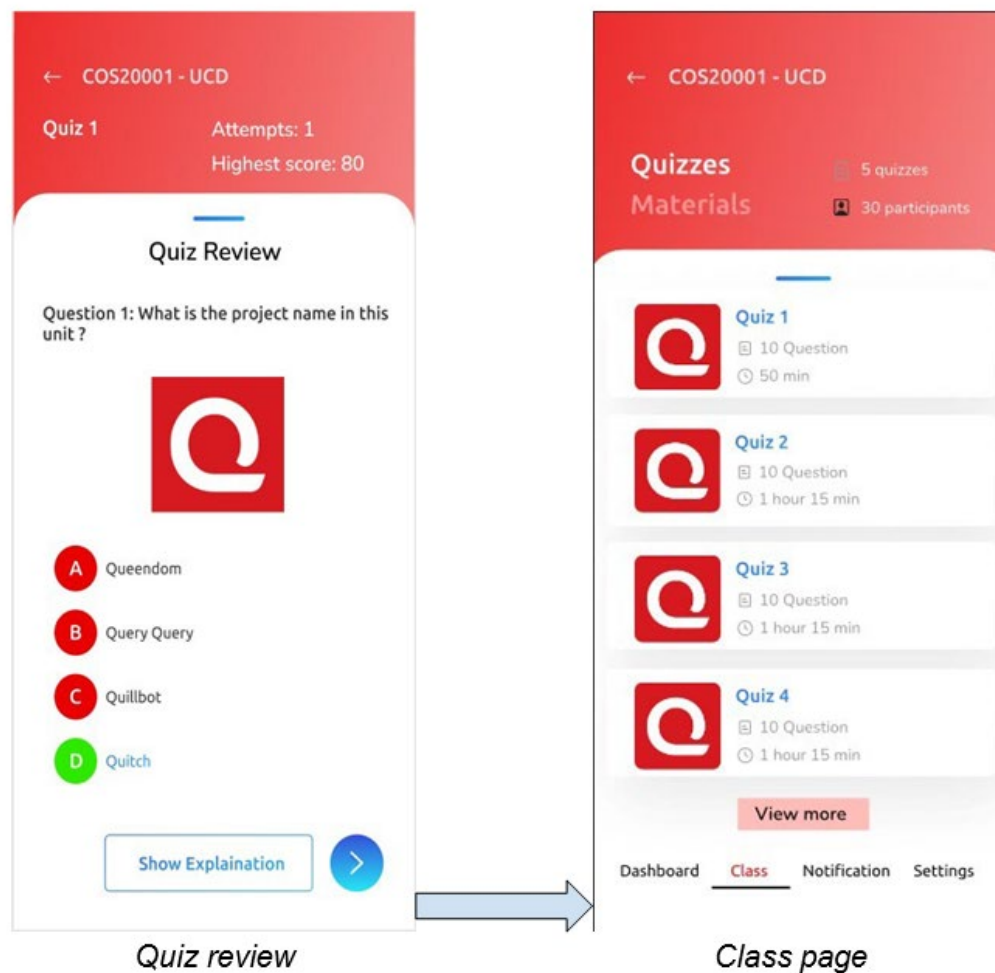 ← COS20001 - UCD
Quiz 1
Attempts: 1
Highest score: 80
Quiz Review
Question 1: What is the project name in this
unit ?
A Queendom
B Query Query
C Quillbot
D Quitch
Show Explaination
Quiz review
← COS20001 - UCD
Quizzes
Materials
5 quizzes
30 participants
Quiz 1
10 Question
50 min
Quiz 2
10 Question
1 hour 15 min
Quiz 3
10 Question
1 hour 15 min
Quiz 4
10 Question
1 hour 15 min
View more
Dashboard Class Notification Settings
Class page